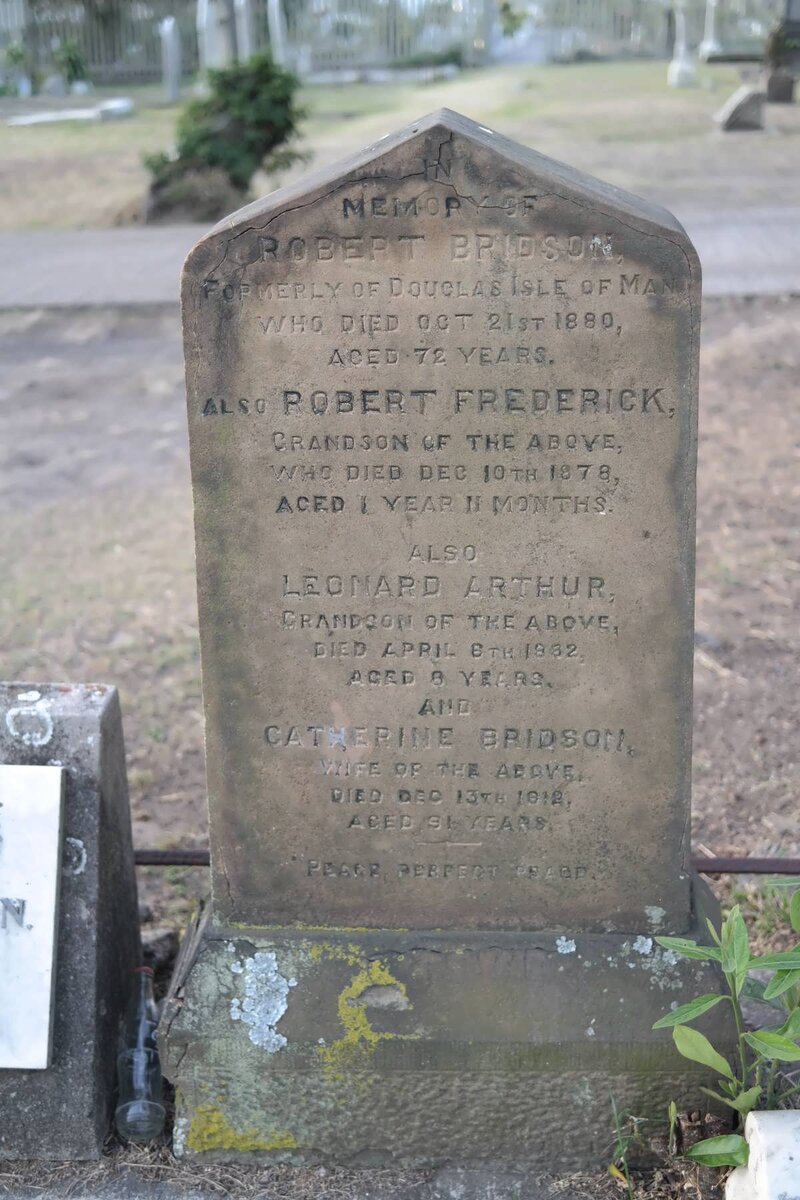 IN
MEMORY OF
ROBERT BRIDSON,
FORMERLY OF DOUGLAS ISLE OF MAN
WHO DIED OCT 21ST 1880,
AGED 72 YEARS.
ALSO ROBERT FREDERICK,
GRANDSON OF THE ABOVE,
WHO DIED DEC 10TH 1878,
AGED 1 YEAR 11 MONTHS.
ALSO
LEONARD ARTHUR,
GRANDSON OF THE ABOVE,
DIED APRIL 1882,
AGED 8 YEARS.
AND
CATHERINE BRIDSON,
WIFE OF THE ABOVE,
DIED DEC 13TH 1912,
AGED 91 YEARS.
PEACE, PERFECT PEACE.
N.